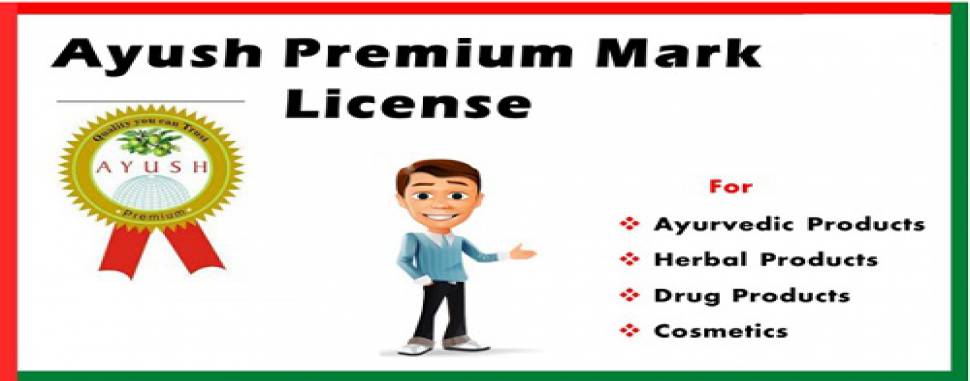 Ayush Premium Mark
License
Quality you can Trust
AYUSH
Premium
For
Ayurvedic Products
Herbal Products
Drug Products
Cosmetics